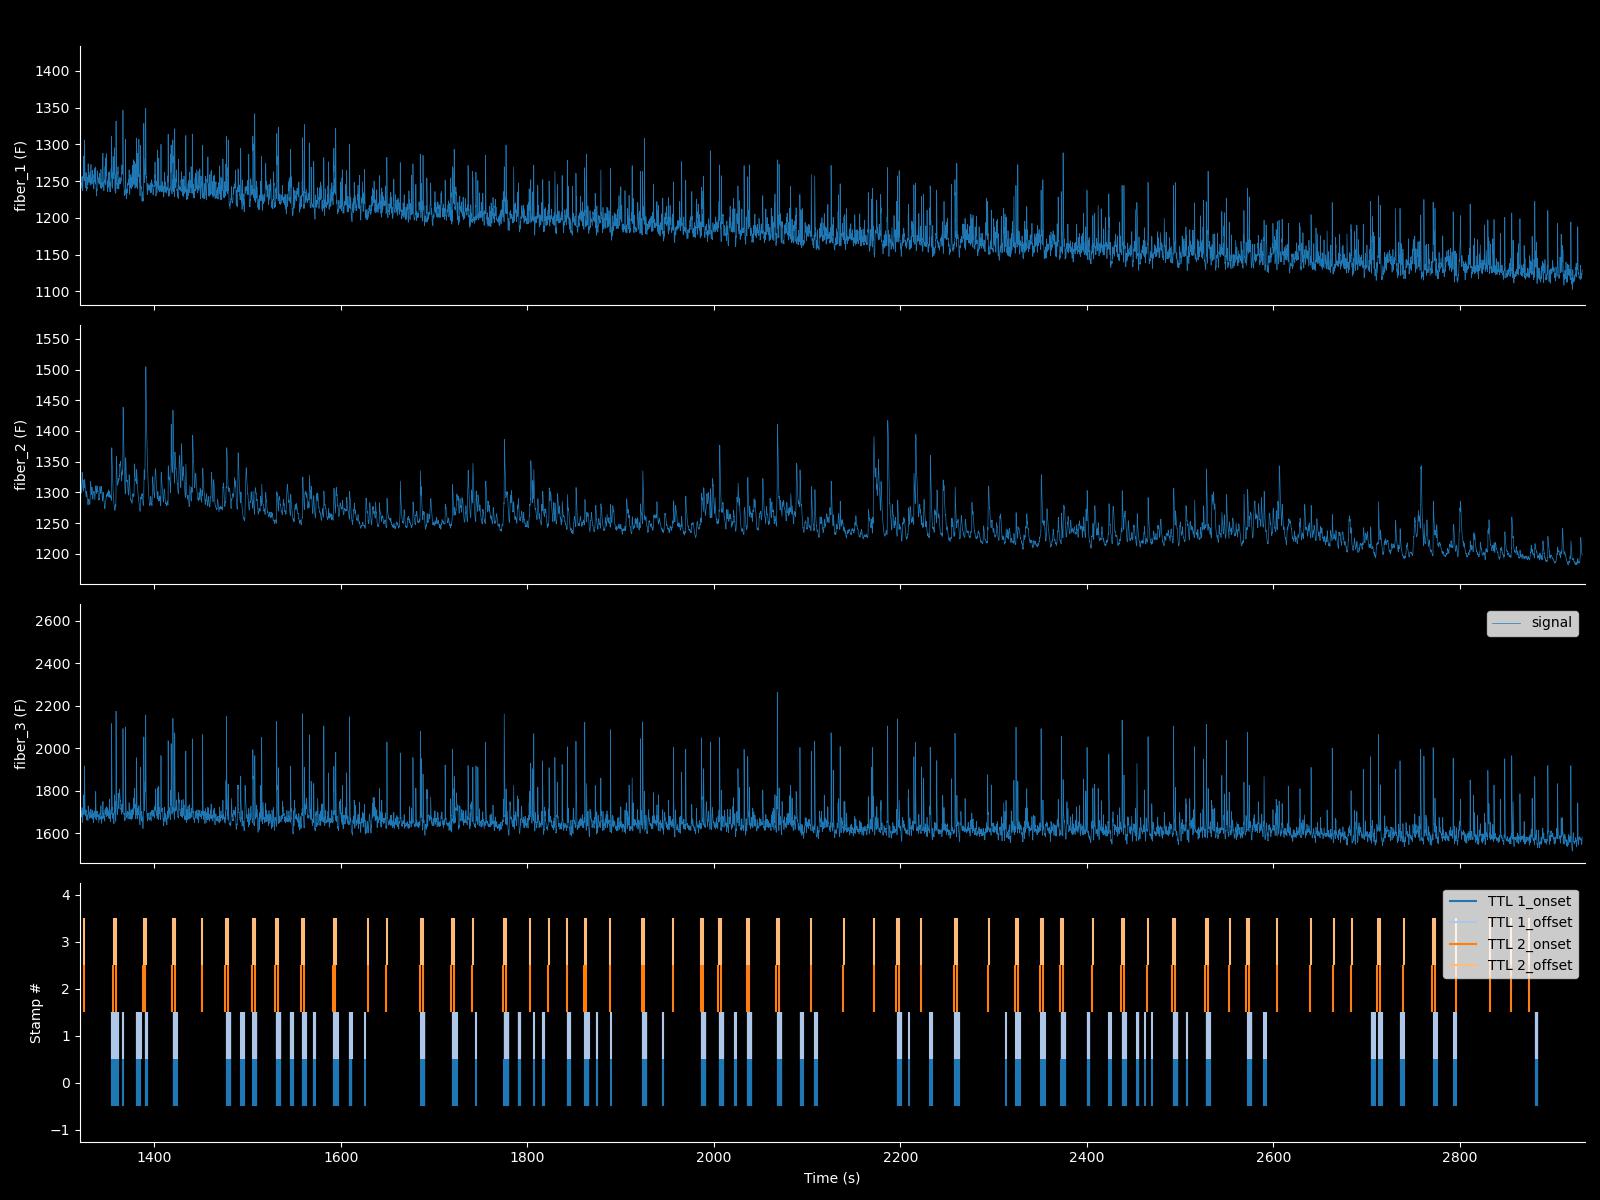 fiber_1 (F)
1400
1350
1300
1250
1200
1150
1100
fiber_2 (F)
1550
1500
1450
1400
1350
1300
1250
1200
fiber_3 (F)
2600
2400
2200
2000
1800
1600
signal
Stamp #
4
3
2
1
0
−1
TTL 1_onset
TTL 1_offset
TTL 2_onset
TTL 2_offset
1400 1600 1800 2000 2200 2400 2600 2800
Time (s)